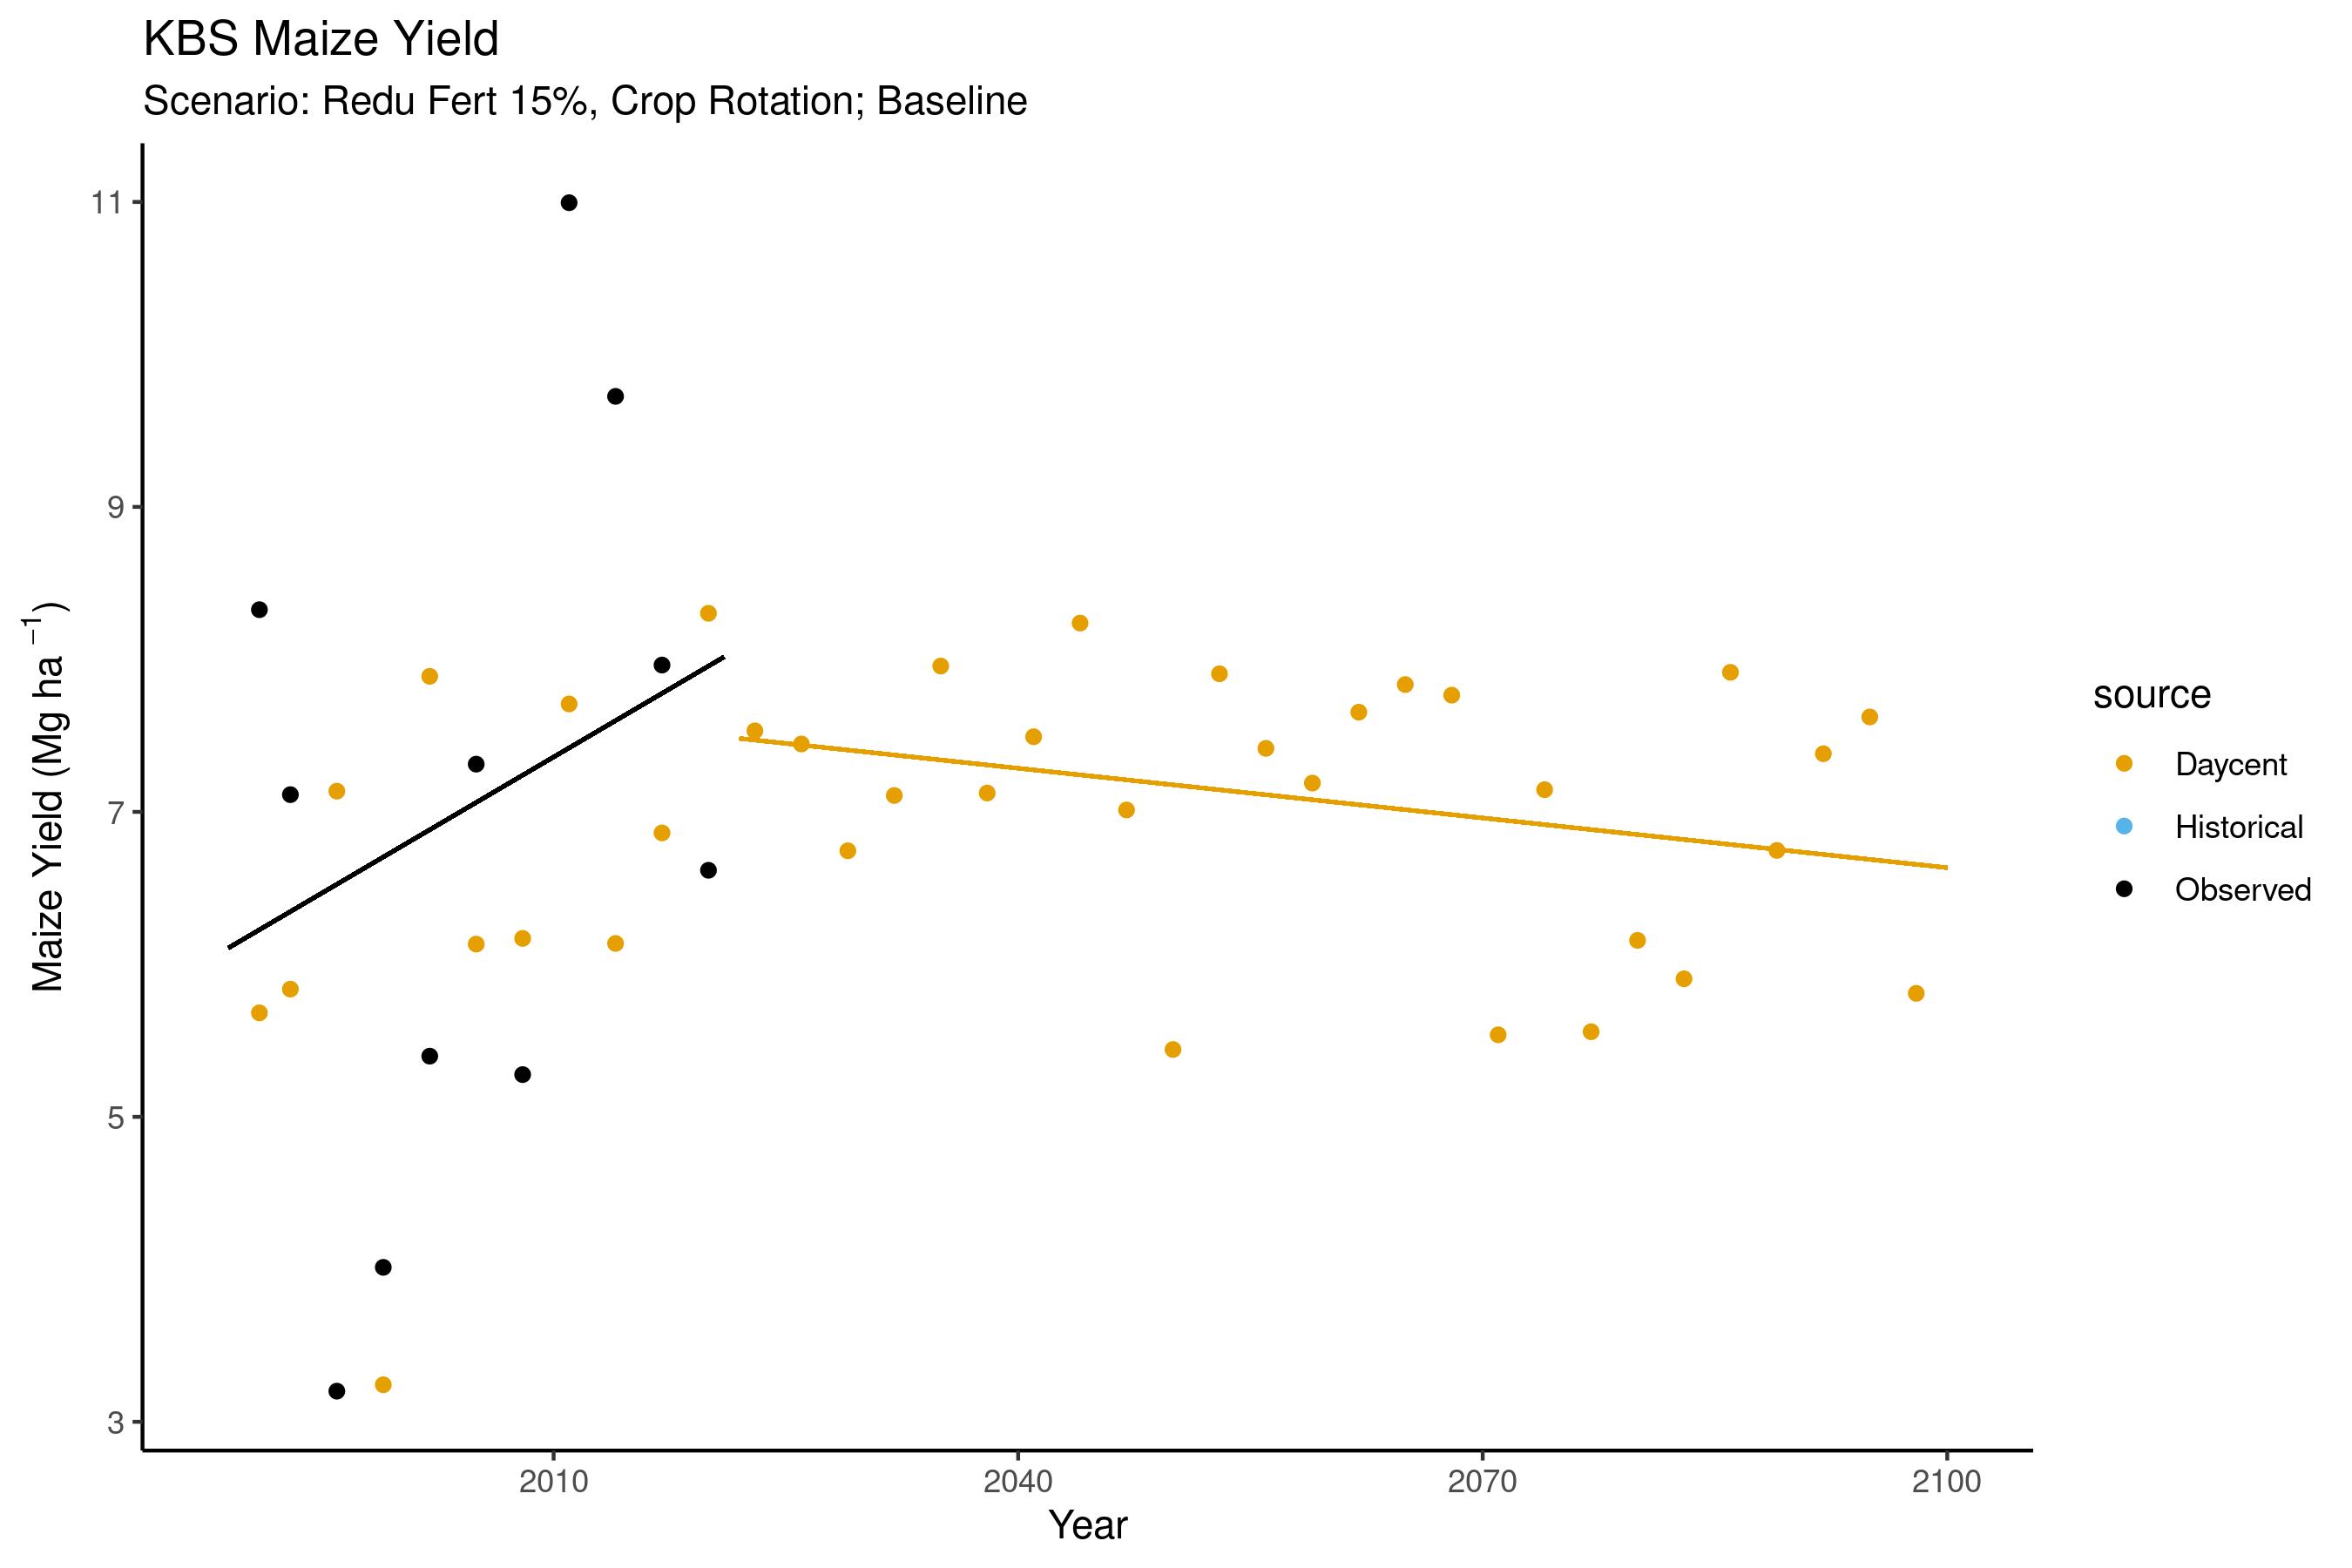 KBS Maize Yield
Scenario: Redu Fert 15%, Crop Rotation; Baseline
Maize Yield (Mg ha −1)
11
9
7
5
3
2010
2040
2070
2100
Year
source
Daycent
Historical
Observed